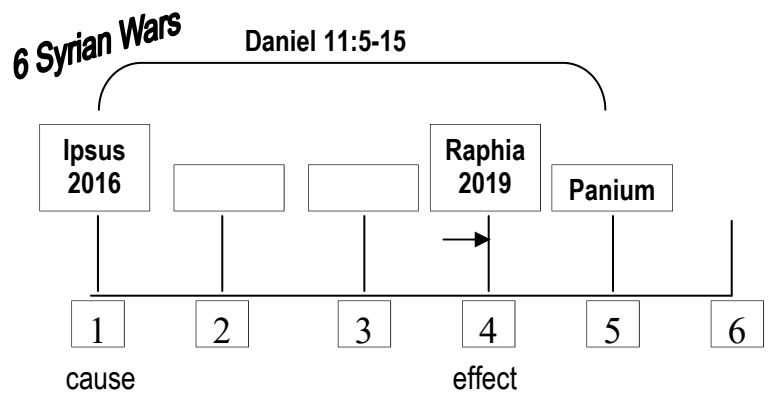 6 Syrian Wars
Daniel 11:5-15
Ipsus
2016
Raphia
2019
Panium
1 2 3 4 5 6
cause effect